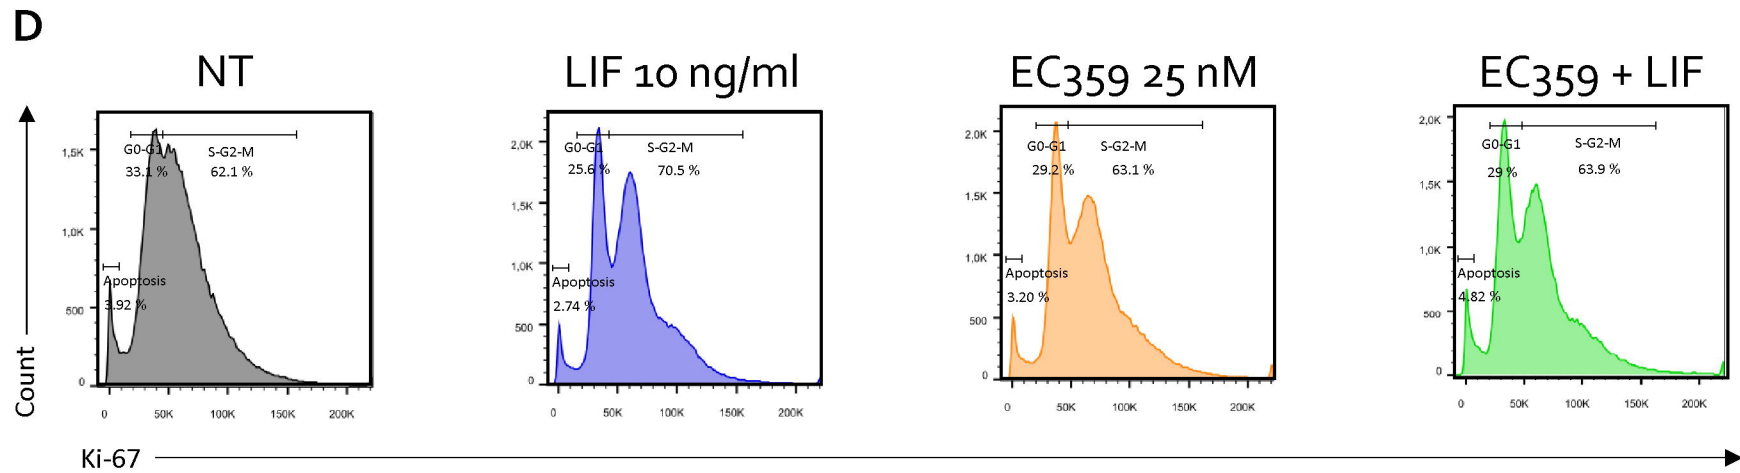 D
NT
LIF 10 ng/ml
EC359 25 nM
EC359 + LIF
Count
1,5K
1,0K
500
0
G0-G1
33.1 %
S-G2-M
62.1 %
Apoptosis
3.92 %
0 50K 100K 150K 200K
2,0K
1,5K
1,0K
500
0
G0-G1
25.6 %
S-G2-M
70.5 %
Apoptosis
2.74 %
0 50K 100K 150K 200K
2,0K
1,5K
1,0K
500
0
G0-G1
29.2 %
S-G2-M
63.1 %
Apoptosis
3.20 %
0 50K 100K 150K 200K
2,0K
1,5K
1,0K
500
0
G0-G1
29 %
S-G2-M
63.9 %
Apoptosis
4.82 %
0 50K 100K 150K 200K
Ki-67